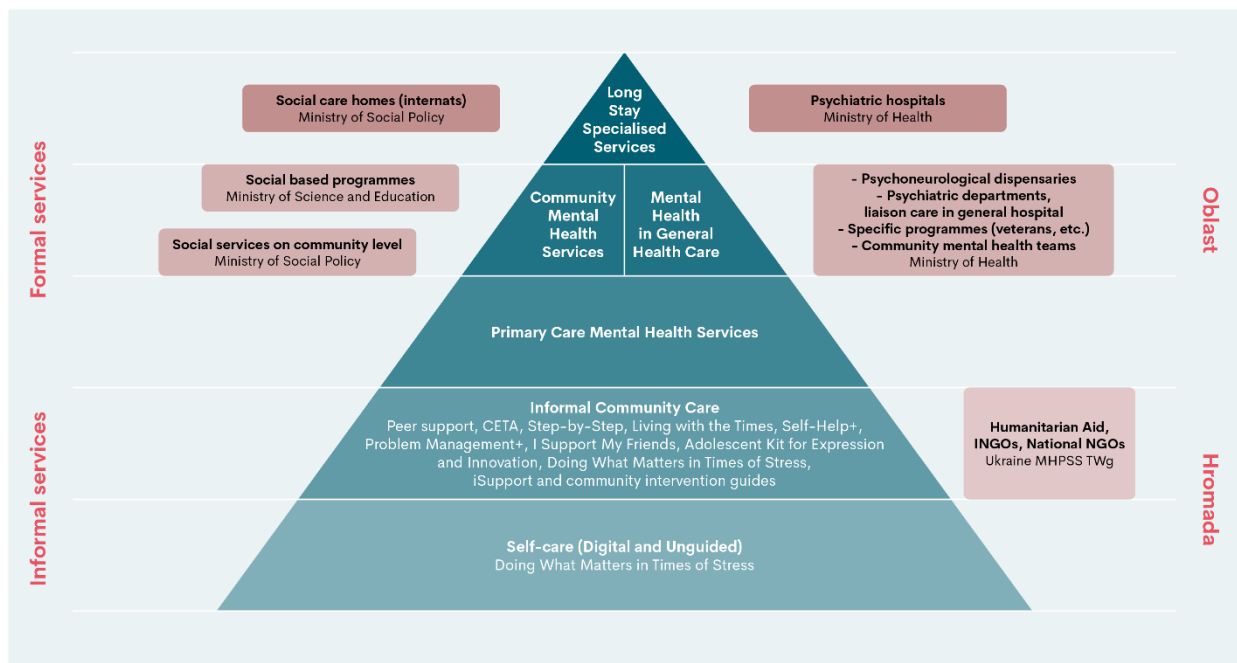 Formal services
Informal services
Social care homes (internats)
Ministry of Social Policy
Long
Stay
Specialised
Services
Psychiatric hospitals
Ministry of Health
Social based programmes
Ministry of Science and Education
Social services on community level
Ministry of Social Policy
Community
Mental
Health
Services
Mental
Health
in General
Health Care
- Psychoneurological dispensaries
- Psychiatric departments,
liaison care in general hospital
- Specific programmes (veterans, etc.)
- Community mental health teams
Ministry of Health
Primary Care Mental Health Services
Informal Community Care
Peer support, CETA, Step-by-Step, Living with the Times, Self-Help+,
Problem Management+, I Support My Friends, Adolescent Kit for Expression
and Innovation, Doing What Matters in Times of Stress,
iSupport and community intervention guides
Humanitarian Aid,
INGOs, National NGOs
Ukraine MHPSS TWg
Self-care (Digital and Unguided)
Doing What Matters in Times of Stress
Oblast
Hromada